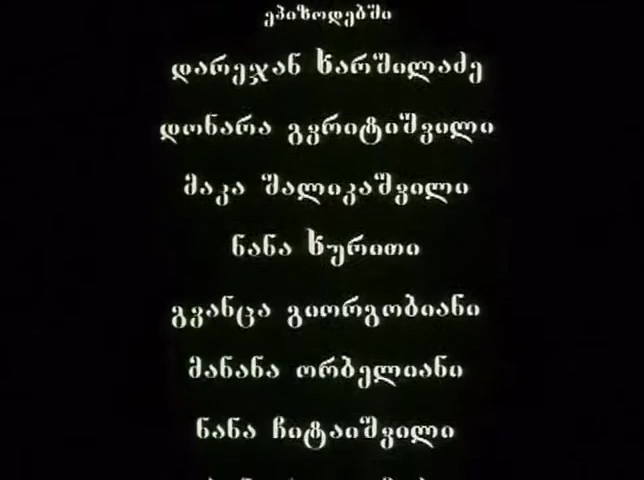 ეპიზოდებში
დარეჯან ხარშილაძე
დონარა გვრიტიშვილი
მაკა შალიკაშვილი
ნანა ხურითი
გვანცა გიორგობიანი
მანანა ორბელიანი
ნანა ჩიტაიშვილი